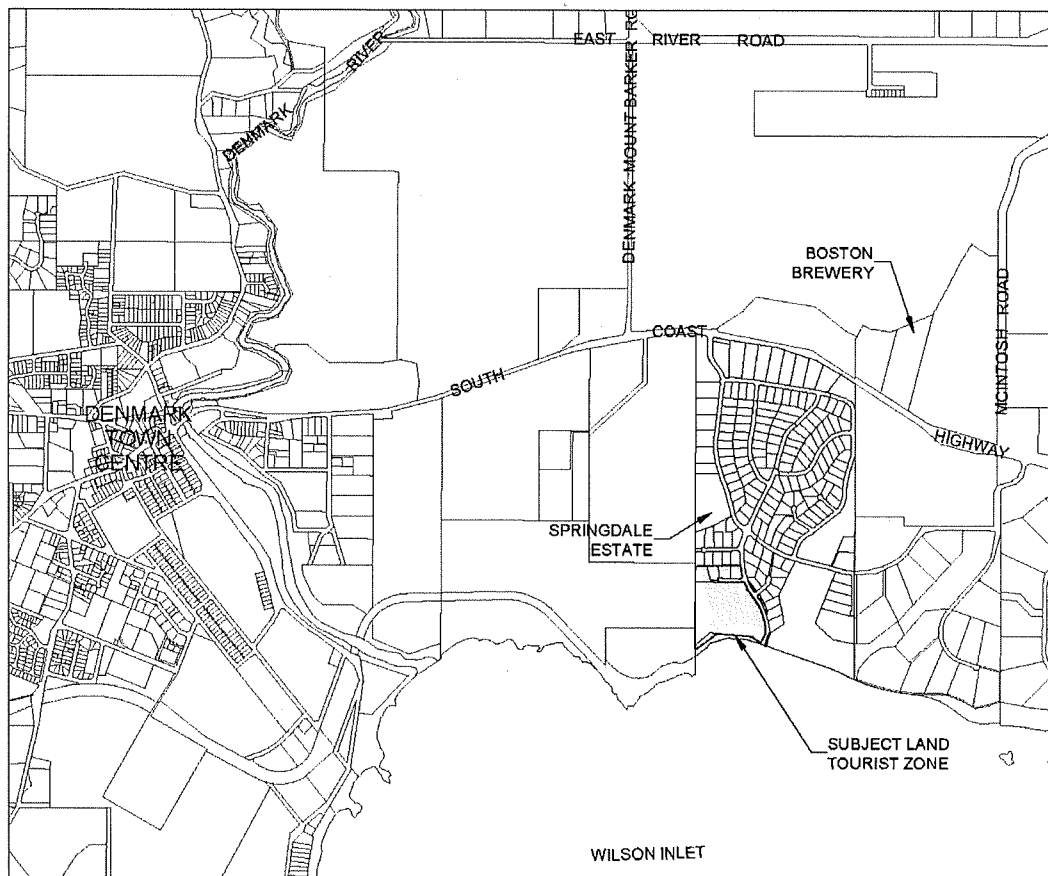 EAST RIVER ROAD
RIVER
DENMARK
DENMARK MOUNT BARKER RG
BOSTON
BREWERY
MCINTOSH ROAD
COAST
SOUTH
HIGHWAY
DENMARK
TOWN
CENTRE
SPRINGDALE
ESTATE
SUBJECT LAND
TOURIST ZONE
WILSON INLET